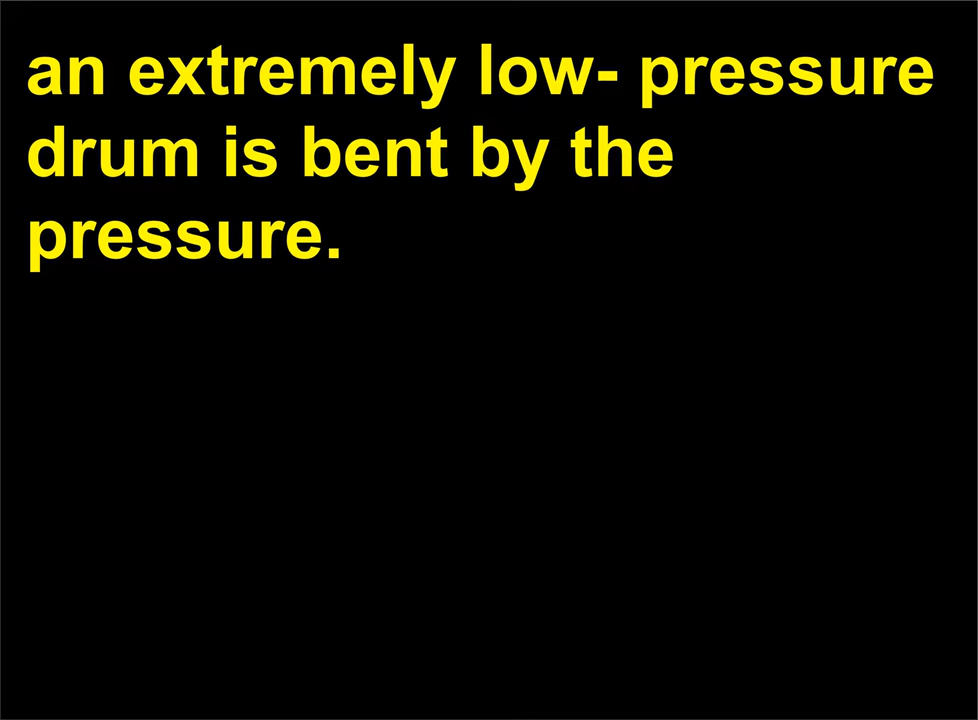 an extremely low- pressure
drum is bent by the
pressure.